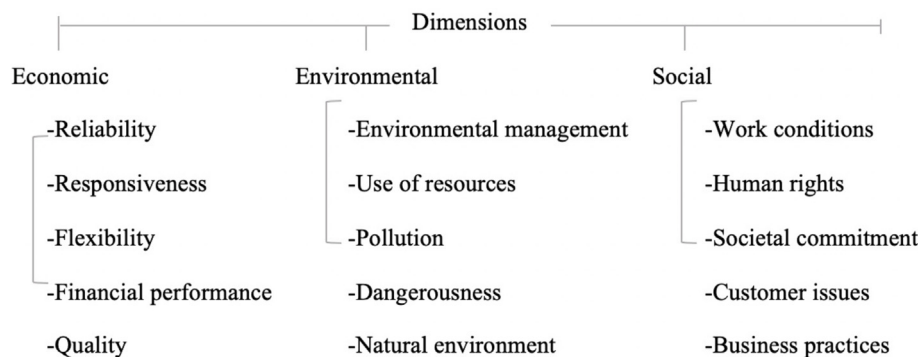 Dimensions
Economic
-Reliability
-Responsiveness
-Flexibility
-Financial performance
-Quality
Environmental
-Environmental management
-Use of resources
-Pollution
-Dangerousness
-Natural environment
Social
-Work conditions
-Human rights
-Societal commitment
-Customer issues
-Business practices